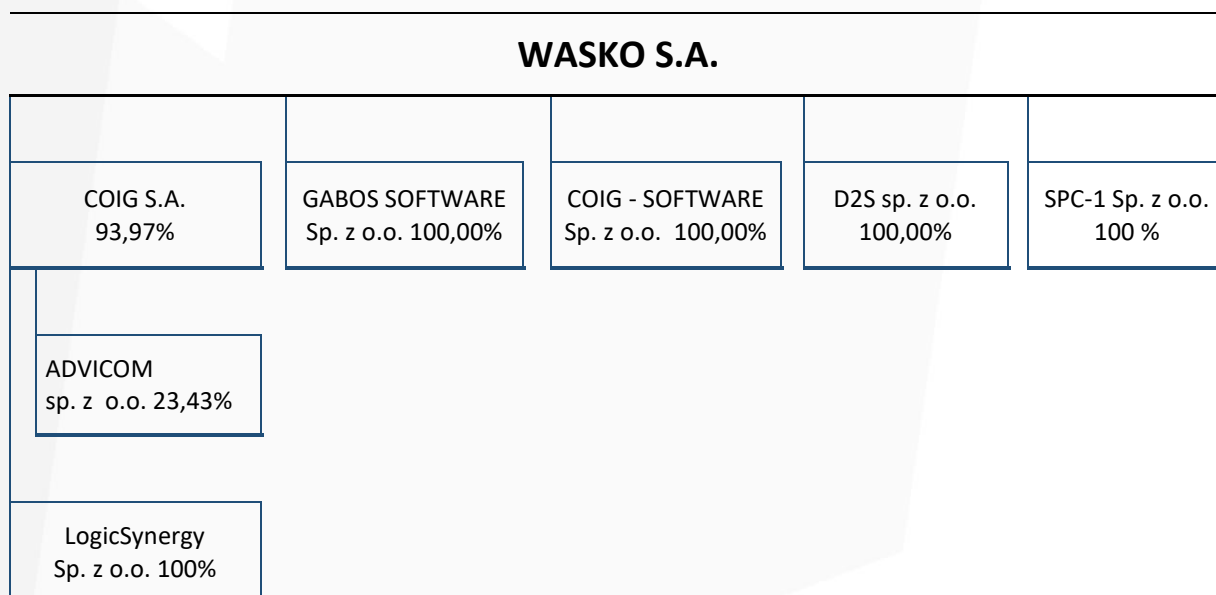 WASKO S.A.
COIG S.A.
93,97%
GABOS SOFTWARE
Sp. z o.o. 100,00%
COIG - SOFTWARE
Sp. z o.o. 100,00%
D2S sp. z o.o.
100,00%
SPC-1 Sp. z o.o.
100 %
ADVICOM
sp. z o.o. 23,43%
LogicSynergy
Sp. z o.o. 100%